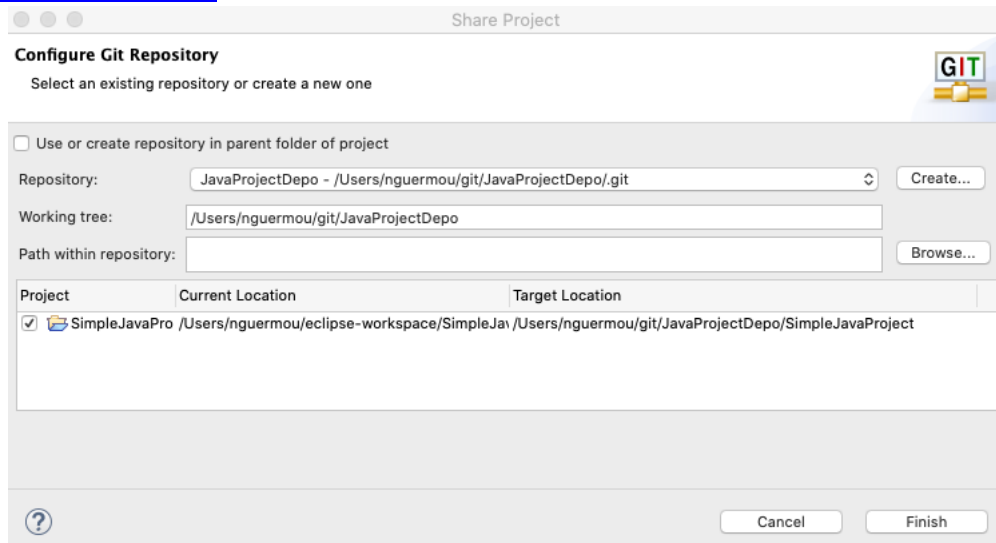 Share Project
Configure Git Repository
Select an existing repository or create a new one
GIT
Use or create repository in parent folder of project
Repository: JavaProjectDepo - /Users/nguermou/git/JavaProjectDepo/.git Create...
Working tree: /Users/nguermou/git/JavaProjectDepo
Path within repository: Browse...
Project Current Location Target Location
SimpleJavaPro /Users/nguermou/eclipse-workspace/SimpleJav /Users/nguermou/git/JavaProjectDepo/SimpleJavaProject
? Cancel Finish